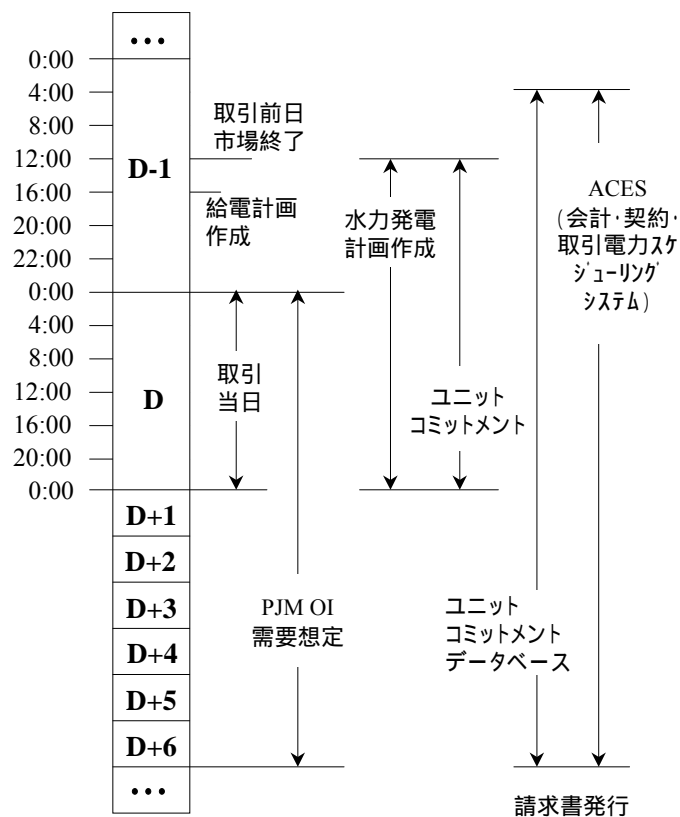 •••
0:00
4:00
8:00
12:00
16:00
20:00
22:00
0:00
4:00
8:00
12:00
16:00
20:00
0:00
D-1
D
D+1
D+2
D+3
D+4
D+5
D+6
•••
取引前日
市場終了
給電計画
作成
取引
当日
PJM OI
需要想定
水力発電
計画作成
ユニット
コミットメント
ユニット
コミットメント
データベース
ACES
(会計・契約・
取引電力スケ
ジューリング
システム)
請求書発行